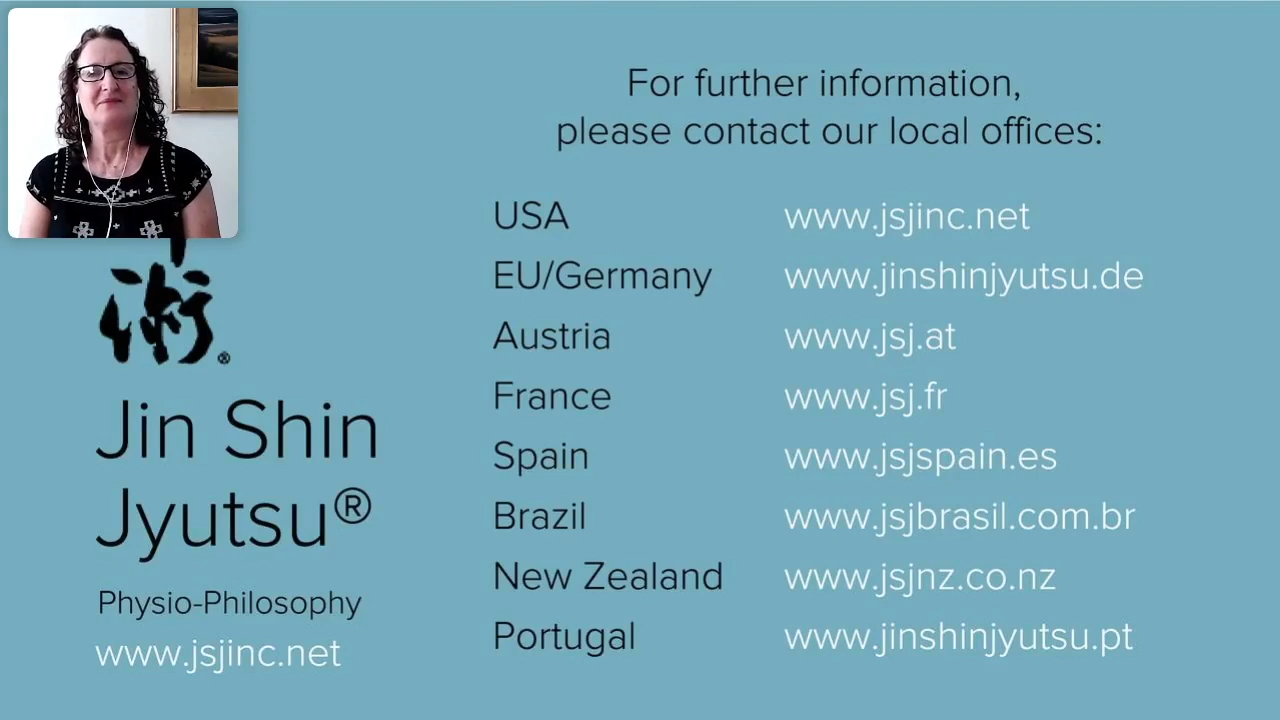 For further information,
please contact our local offices:
USA www.jsjinc.net
EU/Germany www.jinshinjyutsu.de
Austria www.jsj.at
France www.jsj.fr
Spain www.jsjspain.es
Brazil www.jsjbrasil.com.br
New Zealand www.jsjnz.co.nz
Portugal www.jinshinjyutsu.pt
術®
Jin Shin
Jyutsu®
Physio-Philosophy
www.jsjinc.net